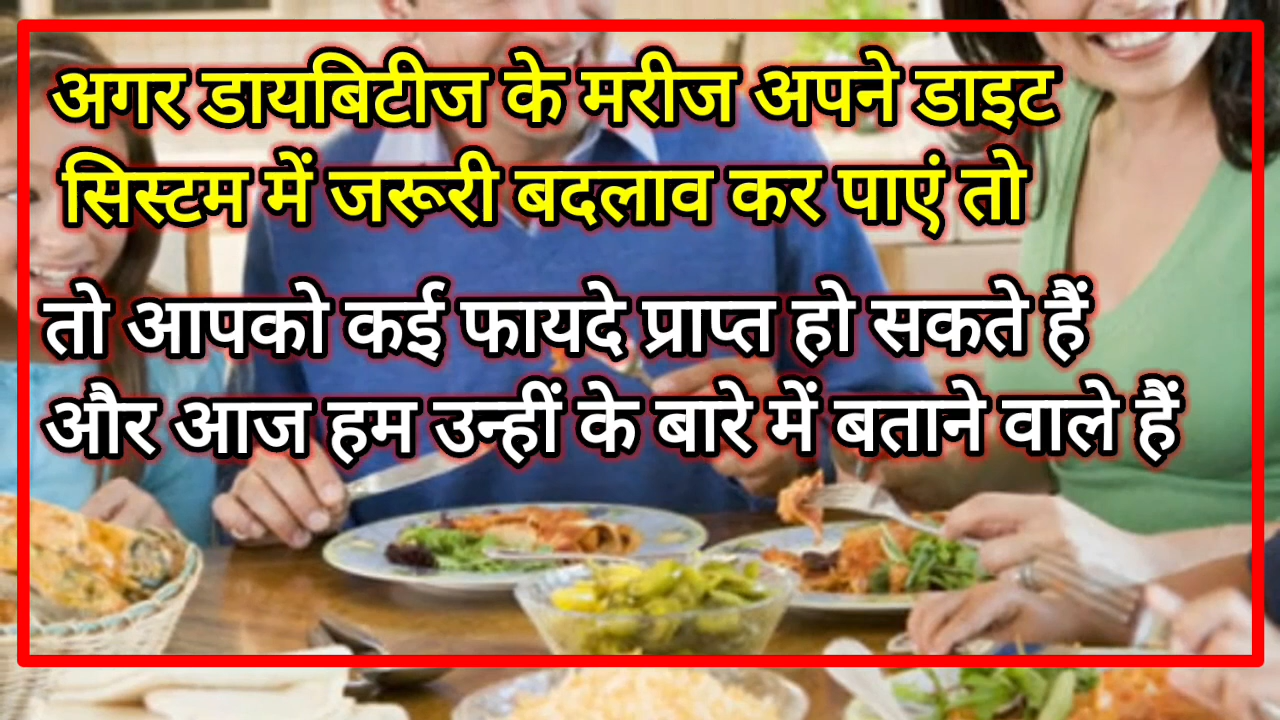 अगर डायबिटीज के मरीज अपने डाइट
सिस्टम में जरूरी बदलाव कर पाएं तो
तो आपको कई फायदे प्राप्त हो सकते हैं
और आज हम उन्हीं के बारे में बताने वाले हैं